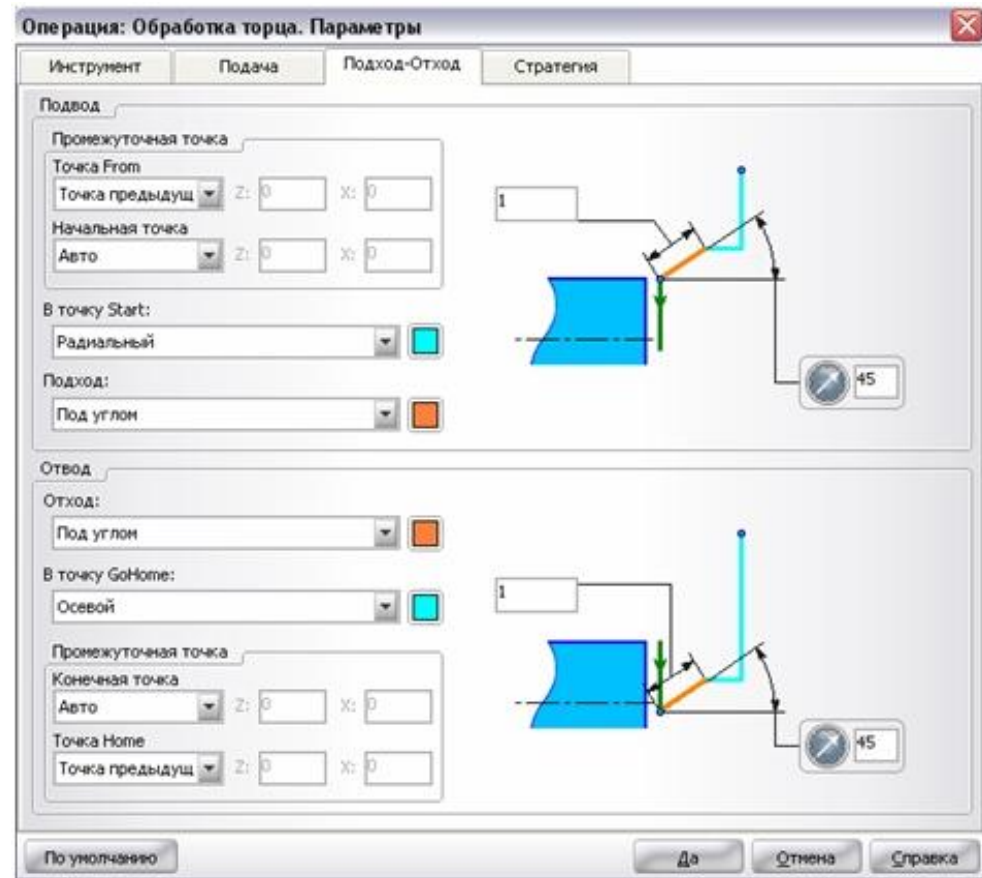 Операция: Обработка торца. Параметры
Инструмент Подача Подход-Отход Стратегия
Подвод
Промежуточная точка
Точка From
Точка предыдущ Z: 0 X: 0
Начальная точка
Авто Z: 0 X: 0
В точку Start:
Радиальный
Подход:
Под углом
1
45
Отвод
Отход:
Под углом
В точку GoHome:
Осевой
Промежуточная точка
Конечная точка
Авто Z: 0 X: 0
Точка Home
Точка предыдущ Z: 0 X: 0
1
45
По умолчанию Да Отмена Справка